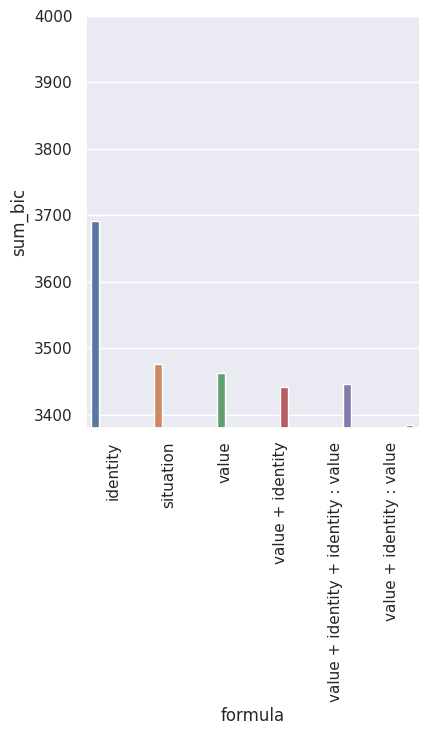 4000
3900
3800
3700
3600
3500
3400
sum_bic
identity
situation
value
value + identity
value + identity + identity : value
value + identity : value
formula